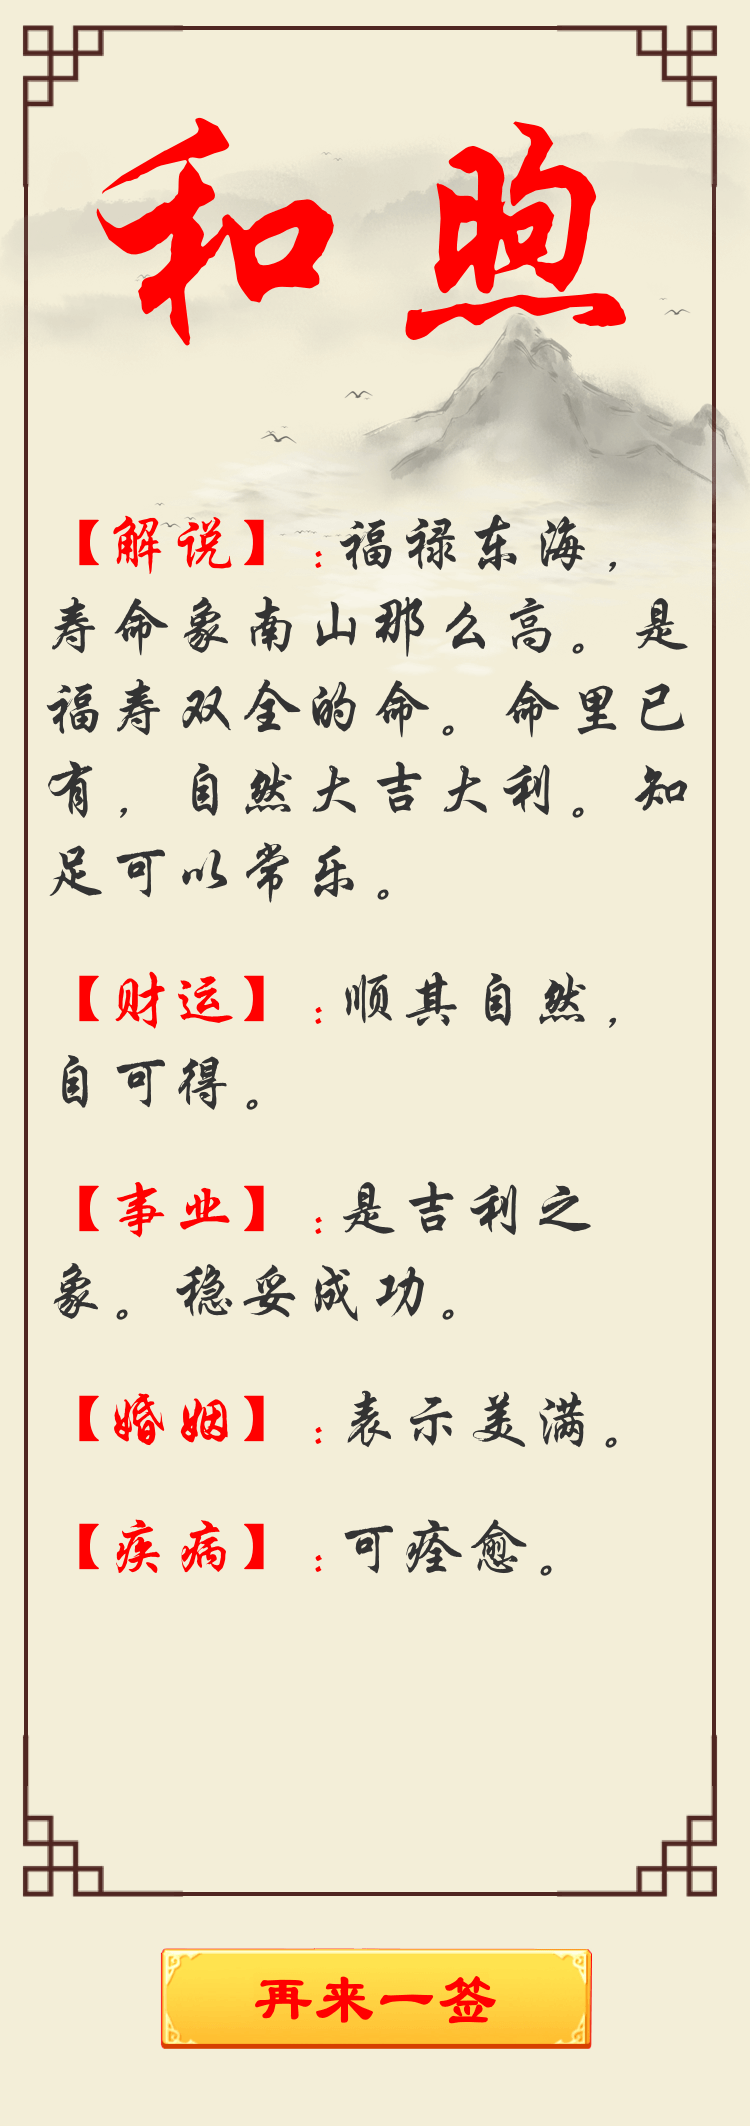 和煦
【解说】：福禄东海，
寿命象南山那么高。是
福寿双全的命。命里已
有，自然大吉大利。知
足可以常乐。
【财运】：顺其自然，
自可得。
【事业】：是吉利之
象。稳妥成功。
【婚姻】：表示美满。
【疾病】：可痊愈。
再来一签